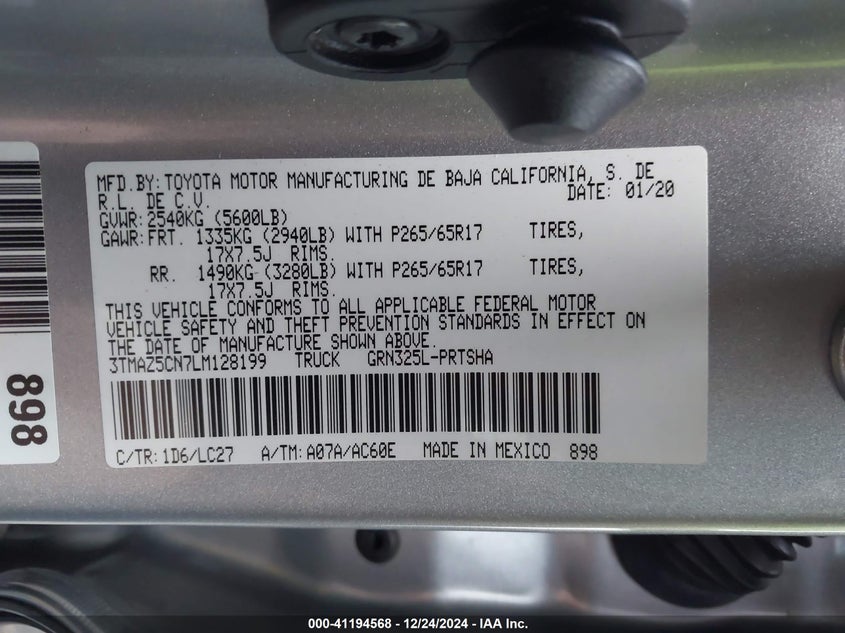 MFD.BY:TOYOTA MOTOR MANUFACTURING DE BAJA CALIFORNIA, S. DE
R.L. DE C.V. DATE: 01/20
GVWR:2540KG (5600LB)
GAWR:FRT. 1335KG (2940LB) WITH P265/65R17 TIRES,
17X7.5J RIMS.
RR. 1490KG (3280LB) WITH P265/65R17 TIRES,
17X7.5J RIMS.
THIS VEHICLE CONFORMS TO ALL APPLICABLE FEDERAL MOTOR
VEHICLE SAFETY AND THEFT PREVENTION STANDARDS IN EFFECT ON
THE DATE OF MANUFACTURE SHOWN ABOVE.
3TMAZ5CN7LM128199 TRUCK GRN325L-PRTSHA
C/TR:1D6/LC27 A/TM:A07A/AC60E MADE IN MEXICO 898
898
000-41194568 - 12/24/2024 - IAA Inc.